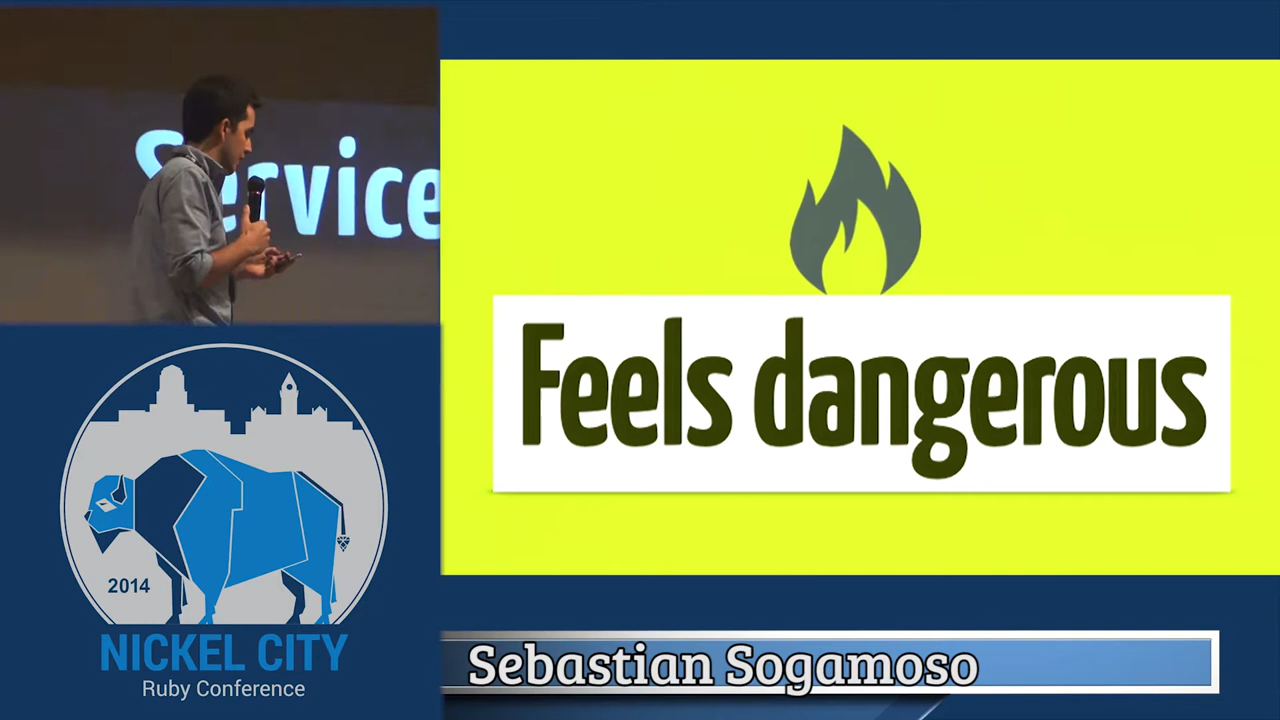 Service
Feels dangerous
2014
NICKEL CITY
Ruby Conference
Sebastian Sogamoso